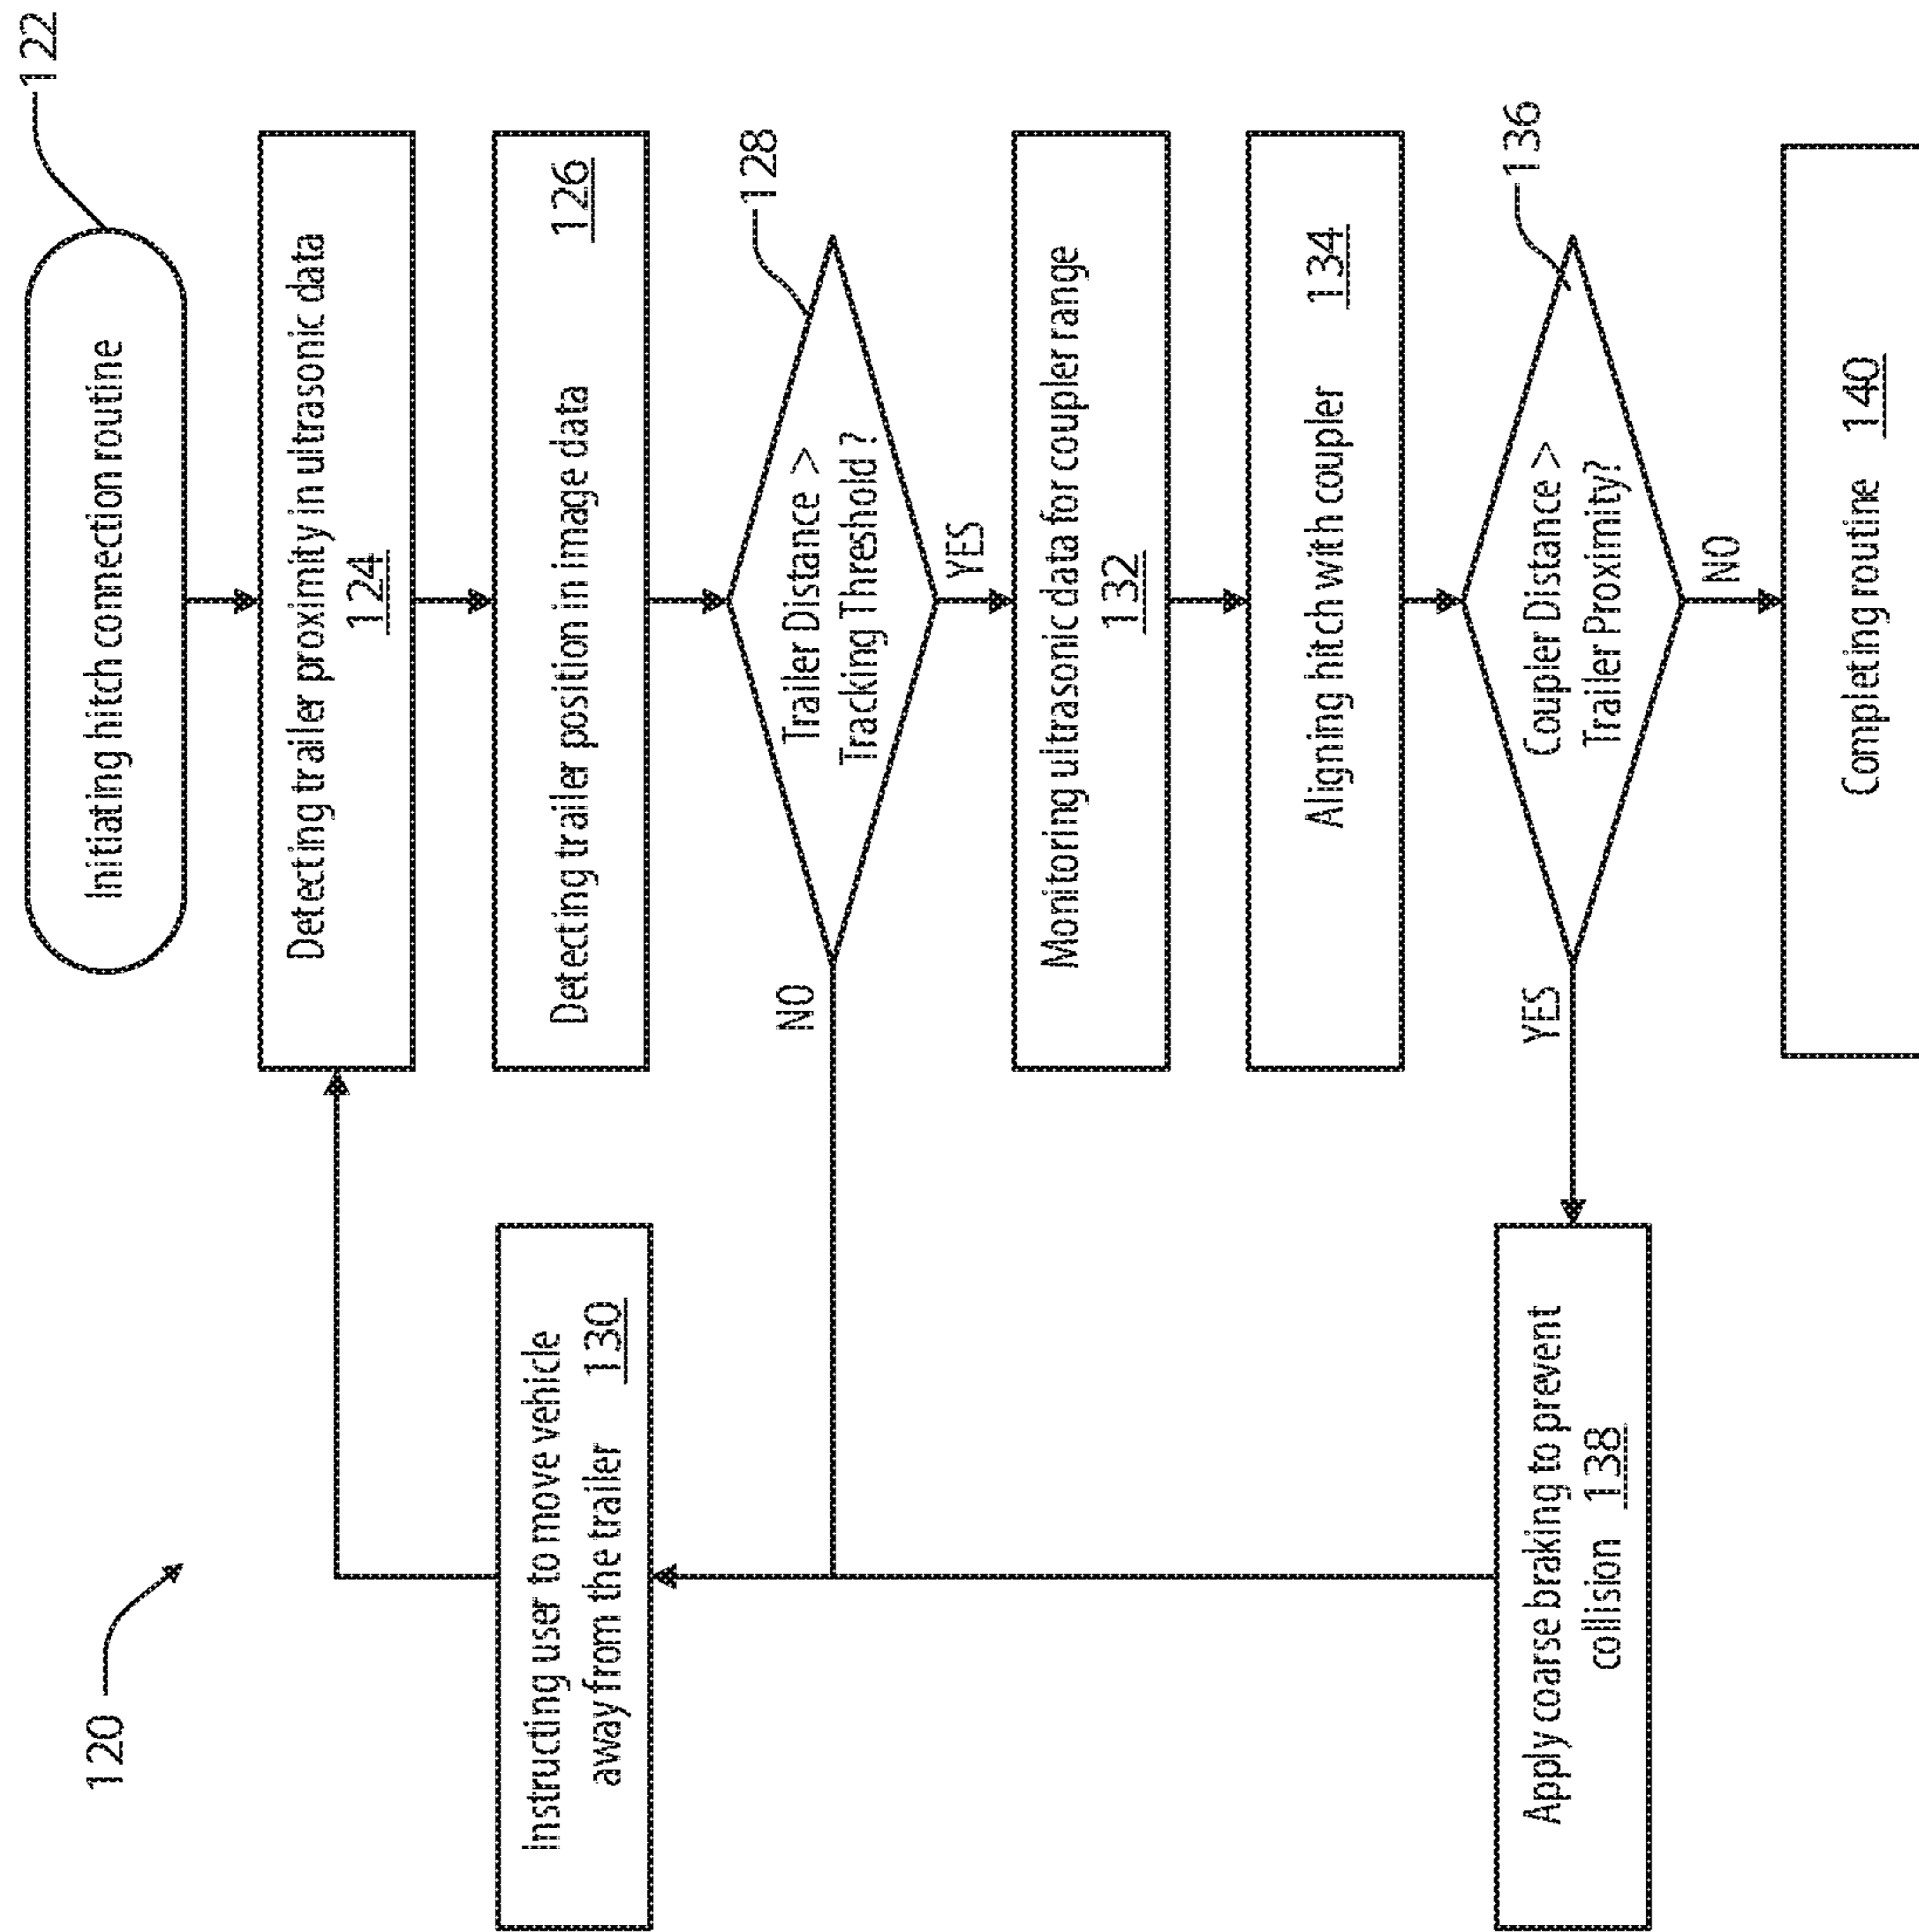 120
122
Initiating hitch connection routine
Detecting trailer proximity in ultrasonic data
124
Detecting trailer position in image data 126
128
Trailer Distance >
Tracking Threshold ?
NO
YES
Instructing user to move vehicle
away from the trailer 130
Monitoring ultrasonic data for coupler range
132
Aligning hitch with coupler 134
136
Coupler Distance >
Trailer Proximity?
YES
NO
Apply coarse braking to prevent
collision 138
Completing routine 140